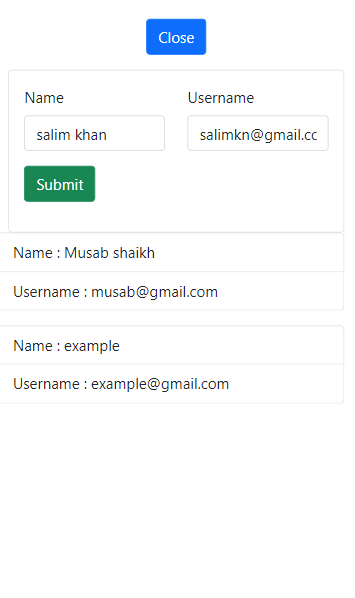 Close
Name Username
salim khan salimkn@gmail.cc
Submit
Name : Musab shaikh
Username : musab@gmail.com
Name : example
Username : example@gmail.com